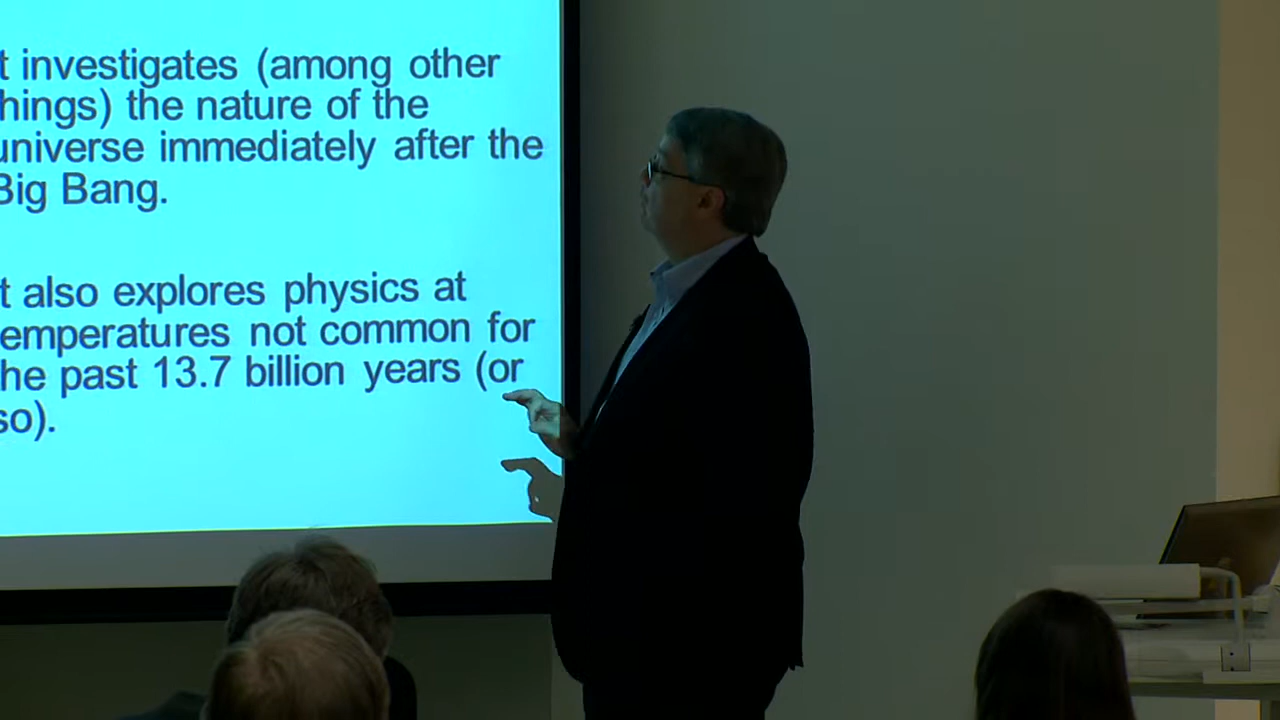 t investigates (among other
hings) the nature of the
universe immediately after the
Big Bang.
t also explores physics at
emperatures not common for
he past 13.7 billion years (or
so).